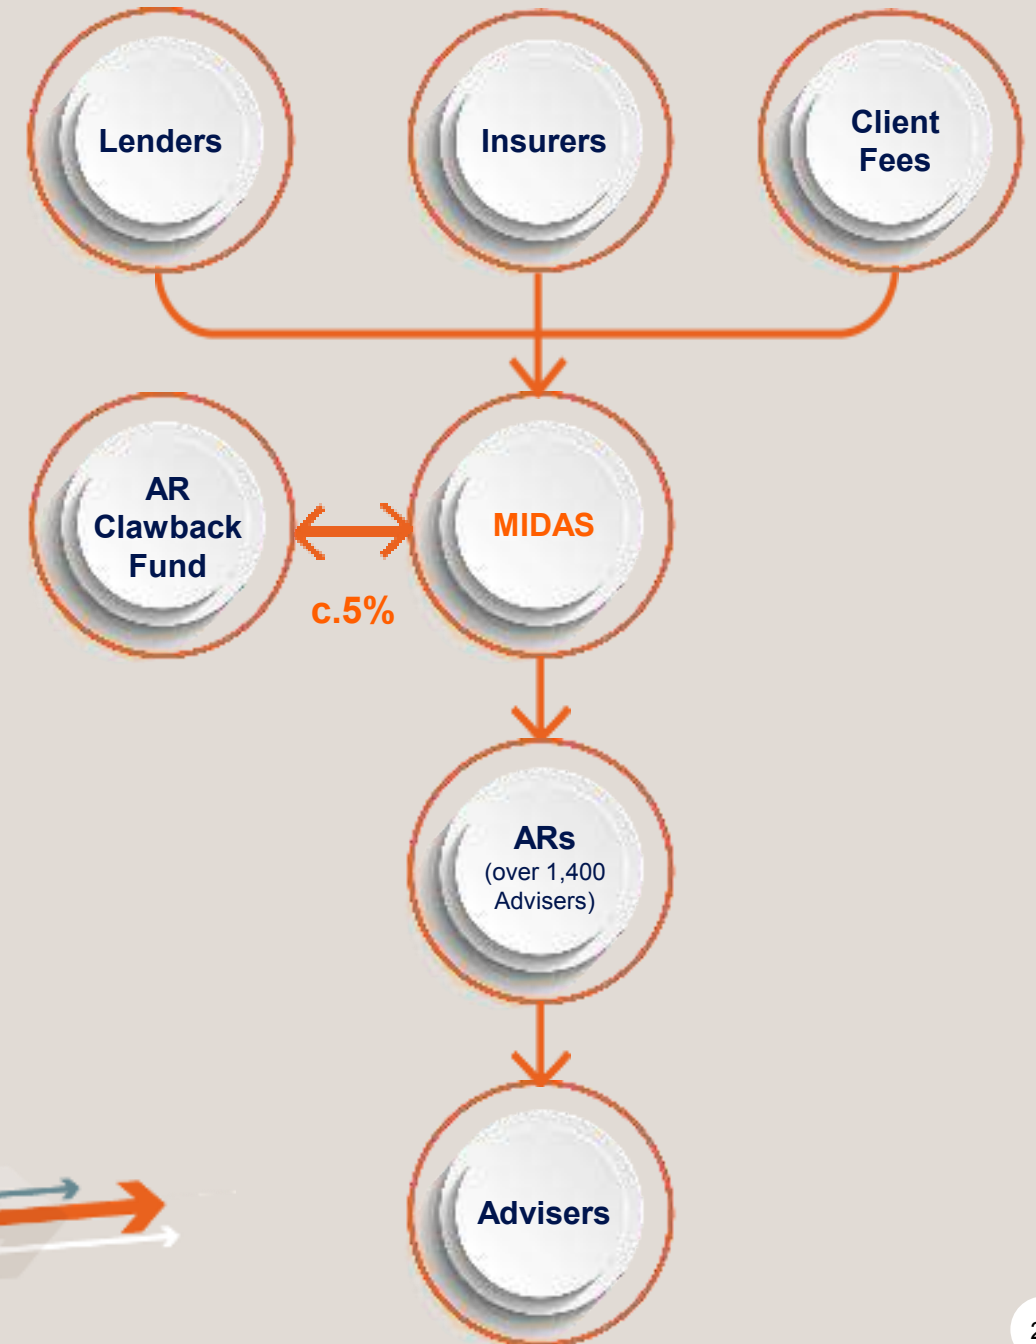 Lenders
Insurers
Client
Fees
AR
Clawback
Fund
MIDAS
c.5%
ARs
(over 1,400
Advisers)
Advisers